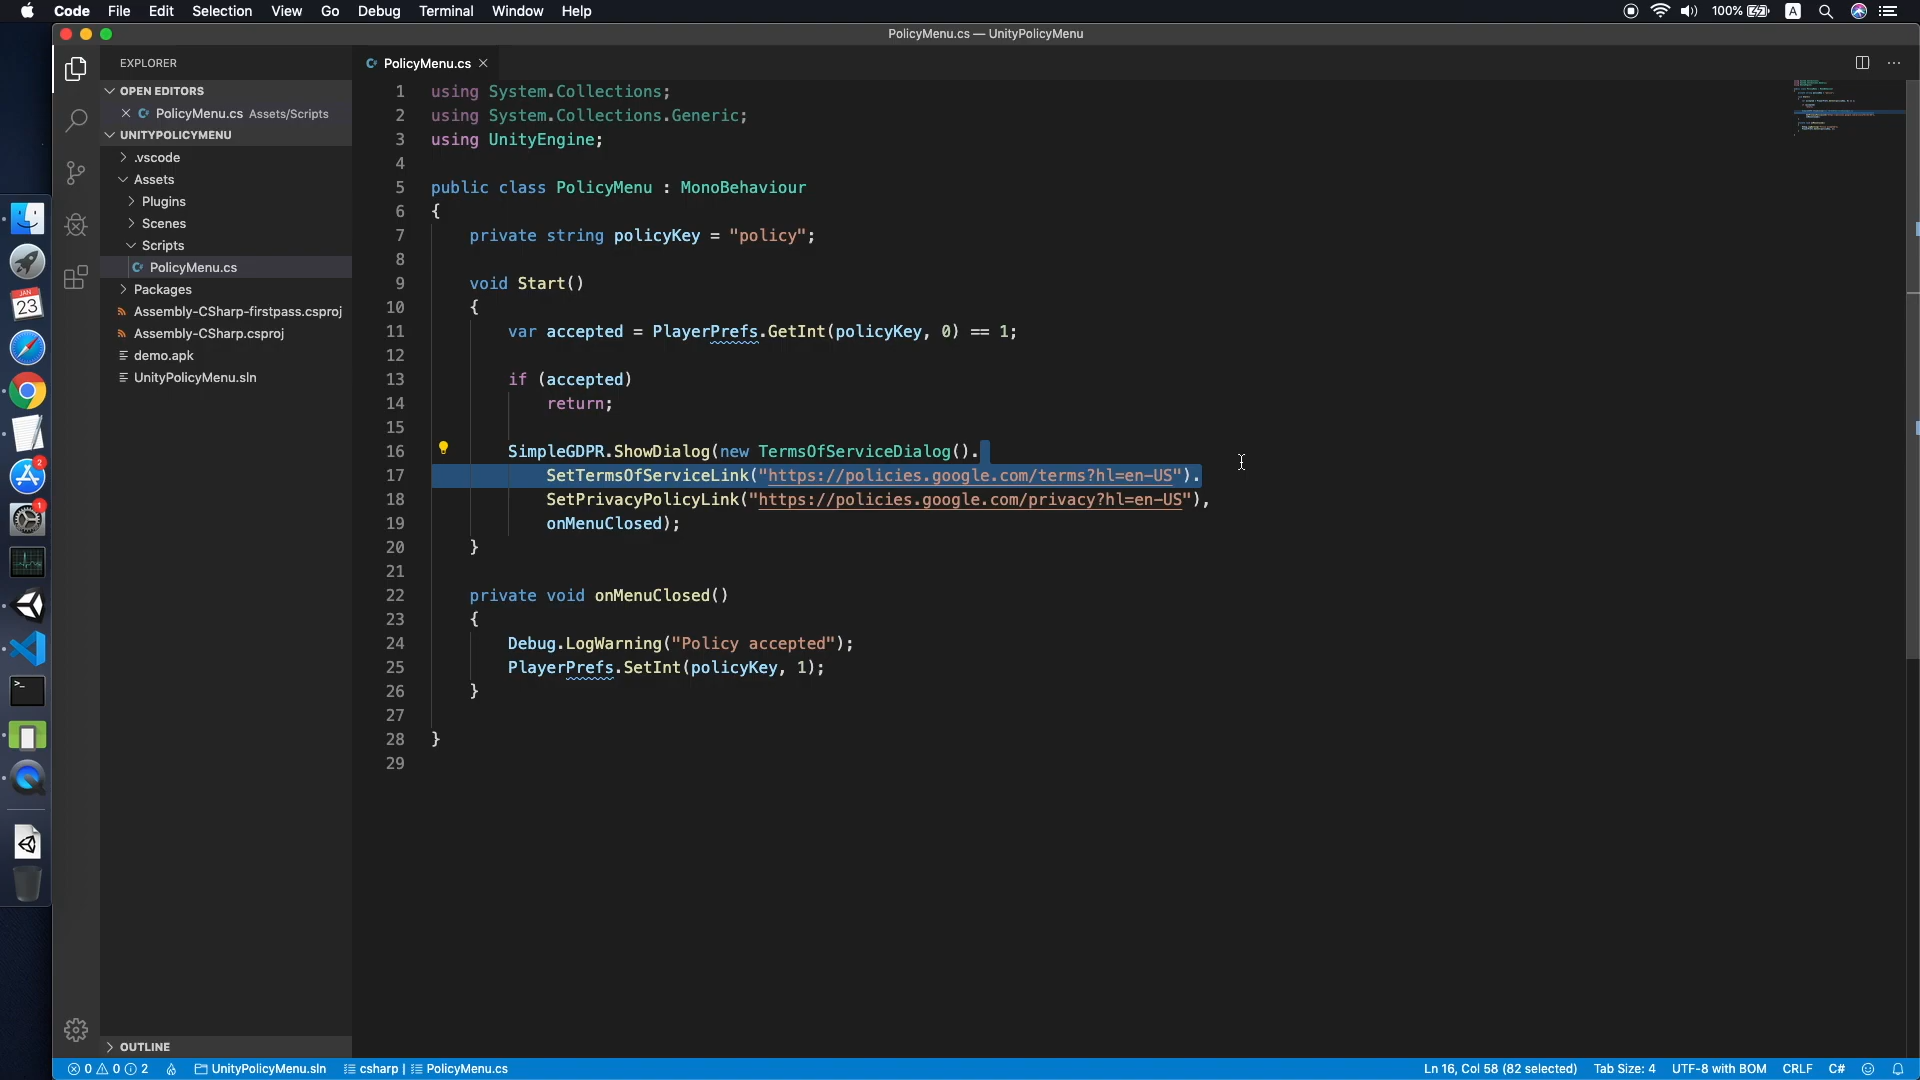 Code File Edit Selection View Go Debug Terminal Window Help 100% A
PolicyMenu.cs — UnityPolicyMenu
EXPLORER
OPEN EDITORS
PolicyMenu.cs Assets/Scripts
UNITYPOLICYMENU
.vscode
Assets
Plugins
Scenes
Scripts
PolicyMenu.cs
Packages
Assembly-CSharp-firstpass.csproj
Assembly-CSharp.csproj
demo.apk
UnityPolicyMenu.sln
OUTLINE
JAN
23
2
1
PolicyMenu.cs
1 using System.Collections;
2 using System.Collections.Generic;
3 using UnityEngine;
4
5 public class PolicyMenu : MonoBehaviour
6 {
7 private string policyKey = "policy";
8
9 void Start()
10 {
11 var accepted = PlayerPrefs.GetInt(policyKey, 0) == 1;
12
13 if (accepted)
14 return;
15
16 SimpleGDPR.ShowDialog(new TermsOfServiceDialog().
17 SetTermsOfServiceLink("https://policies.google.com/terms?hl=en-US").
18 SetPrivacyPolicyLink("https://policies.google.com/privacy?hl=en-US"),
19 onMenuClosed);
20 }
21
22 private void onMenuClosed()
23 {
24 Debug.LogWarning("Policy accepted");
25 PlayerPrefs.SetInt(policyKey, 1);
26 }
27
28 }
29
0 0 2 UnityPolicyMenu.sln csharp | PolicyMenu.cs Ln 16, Col 58 (82 selected) Tab Size: 4 UTF-8 with BOM CRLF C#